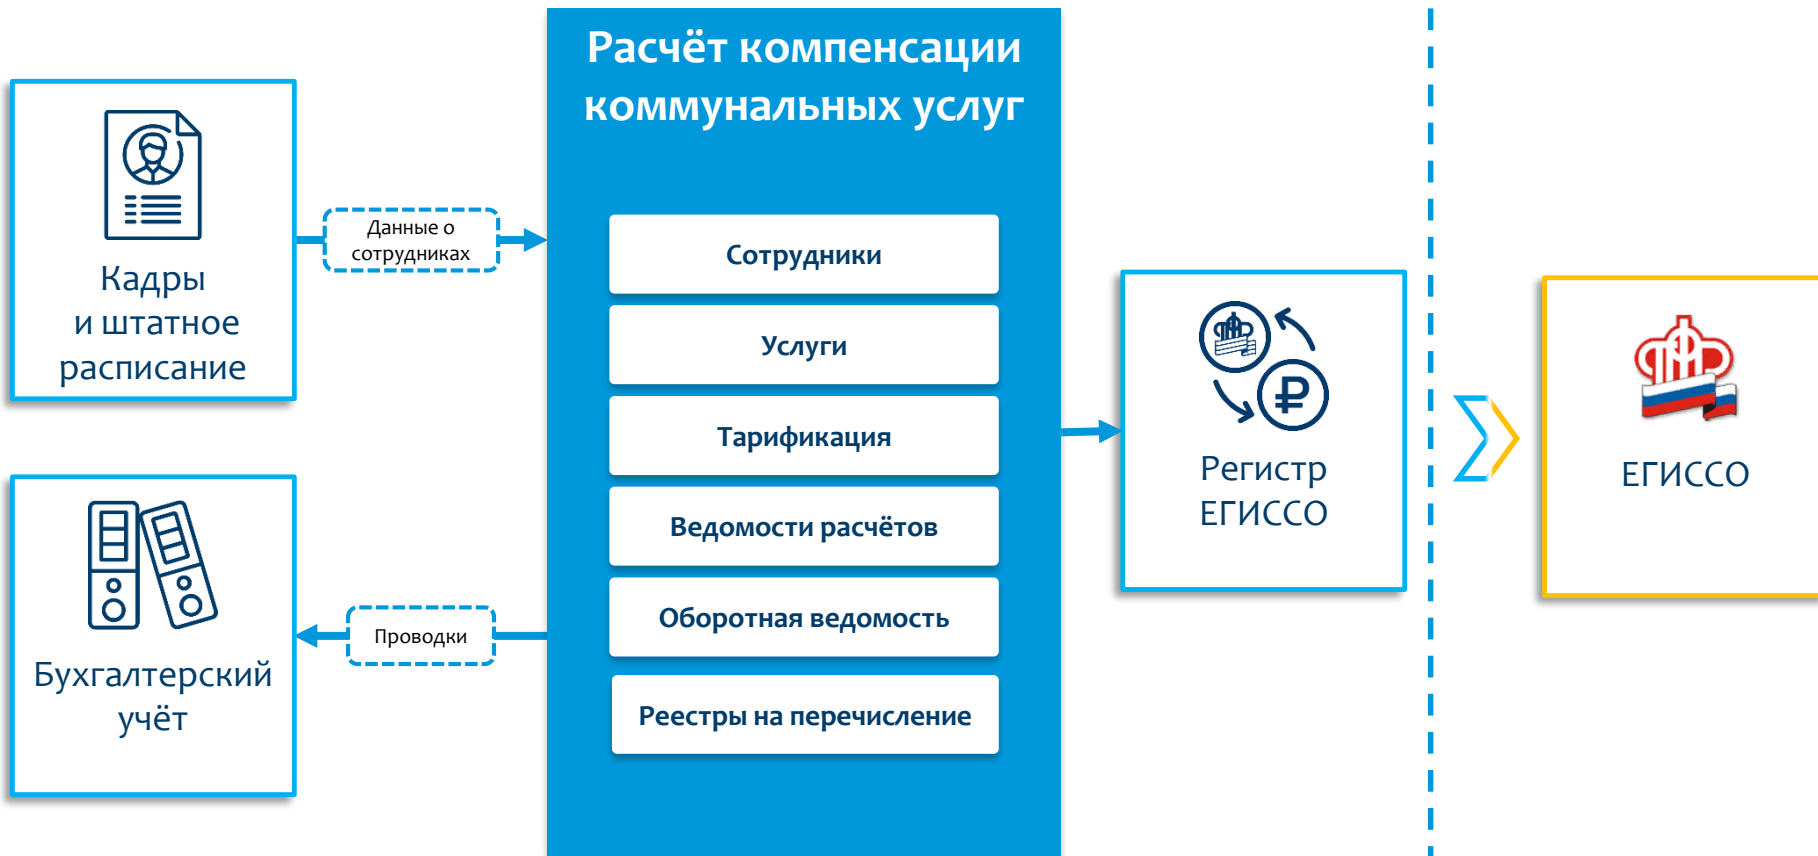 Расчёт компенсации
коммунальных услуг
Кадры
и штатное
расписание
Данные о
сотрудниках
Сотрудники
Услуги
Тарификация
Ведомости расчётов
Оборотная ведомость
Реестры на перечисление
Бухгалтерский
учёт
Проводки
Регистр
ЕГИССО
ЕГИССО